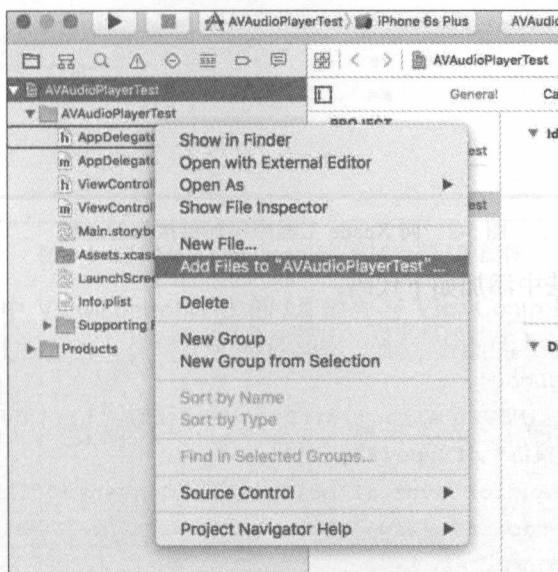 AVAudioPlayerTest
iPhone 6s Plus
AVAudio
AVAudioPlayerTest
AVAudioPlayerTest
General
AVAudioPlayerTest
PROJECT
h AppDelegate
m AppDelegate
h ViewControl
m ViewControl
Main.storybo
Assets.xcas
LaunchScre
Info.plist
Supporting F
Products
Show in Finder
Open with External Editor
Open As
Show File Inspector
New File...
Add Files to "AVAudioPlayerTest"...
Delete
New Group
New Group from Selection
Sort by Name
Sort by Type
Find in Selected Groups...
Source Control
Project Navigator Help